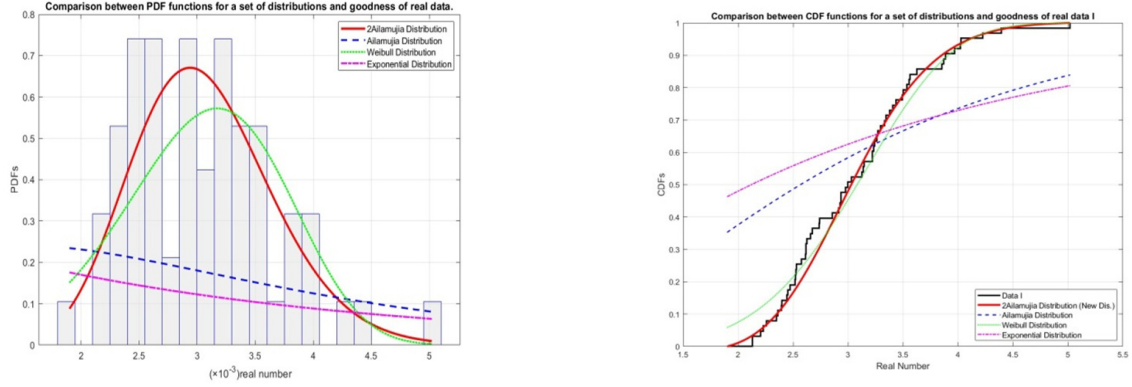 Comparison between PDF functions for a set of distributions and goodness of real data.
0.8
0.7
0.6
0.5
0.4
0.3
0.2
0.1
0
PDFs
2Ailamujia Distribution
Ailamujia Distribution
Weibull Distribution
Exponential Distribution
2
2.5
3
3.5
4
4.5
5
(×10⁻³)real number
Comparison between CDF functions for a set of distributions and goodness of real data I
1
0.9
0.8
0.7
0.6
0.5
0.4
0.3
0.2
0.1
0
CDFs
Data I
2Ailamujia Distribution (New Dis.)
Ailamujia Distribution
Weibull Distribution
Exponential Distribution
1.5
2
2.5
3
3.5
4
4.5
5
5.5
Real Number